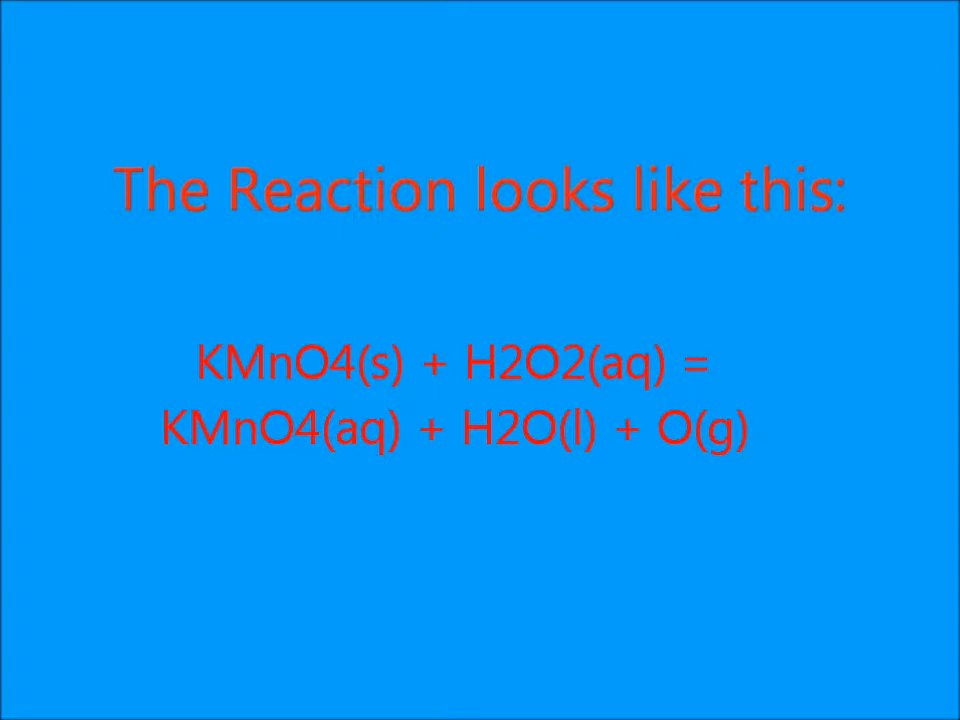 The Reaction looks like this:
KMnO4(s) + H2O2(aq) =
KMnO4(aq) + H2O(l) + O(g)